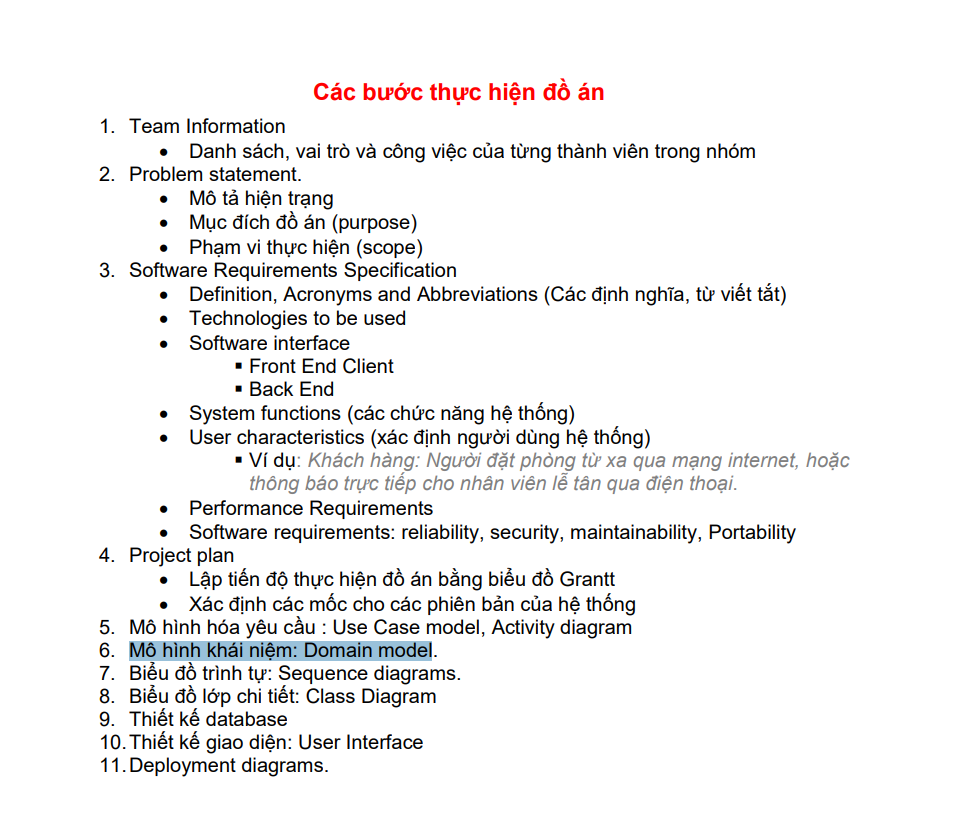 Các bước thực hiện đồ án
1. Team Information
• Danh sách, vai trò và công việc của từng thành viên trong nhóm
2. Problem statement.
• Mô tả hiện trạng
• Mục đích đồ án (purpose)
• Phạm vi thực hiện (scope)
3. Software Requirements Specification
• Definition, Acronyms and Abbreviations (Các định nghĩa, từ viết tắt)
• Technologies to be used
• Software interface
▪ Front End Client
▪ Back End
• System functions (các chức năng hệ thống)
• User characteristics (xác định người dùng hệ thống)
▪ Ví dụ: Khách hàng: Người đặt phòng từ xa qua mạng internet, hoặc
thông báo trực tiếp cho nhân viên lễ tân qua điện thoại.
• Performance Requirements
• Software requirements: reliability, security, maintainability, Portability
4. Project plan
• Lập tiến độ thực hiện đồ án bằng biểu đồ Grantt
• Xác định các mốc cho các phiên bản của hệ thống
5. Mô hình hóa yêu cầu : Use Case model, Activity diagram
6. Mô hình khái niệm: Domain model.
7. Biểu đồ trình tự: Sequence diagrams.
8. Biểu đồ lớp chi tiết: Class Diagram
9. Thiết kế database
10. Thiết kế giao diện: User Interface
11. Deployment diagrams.